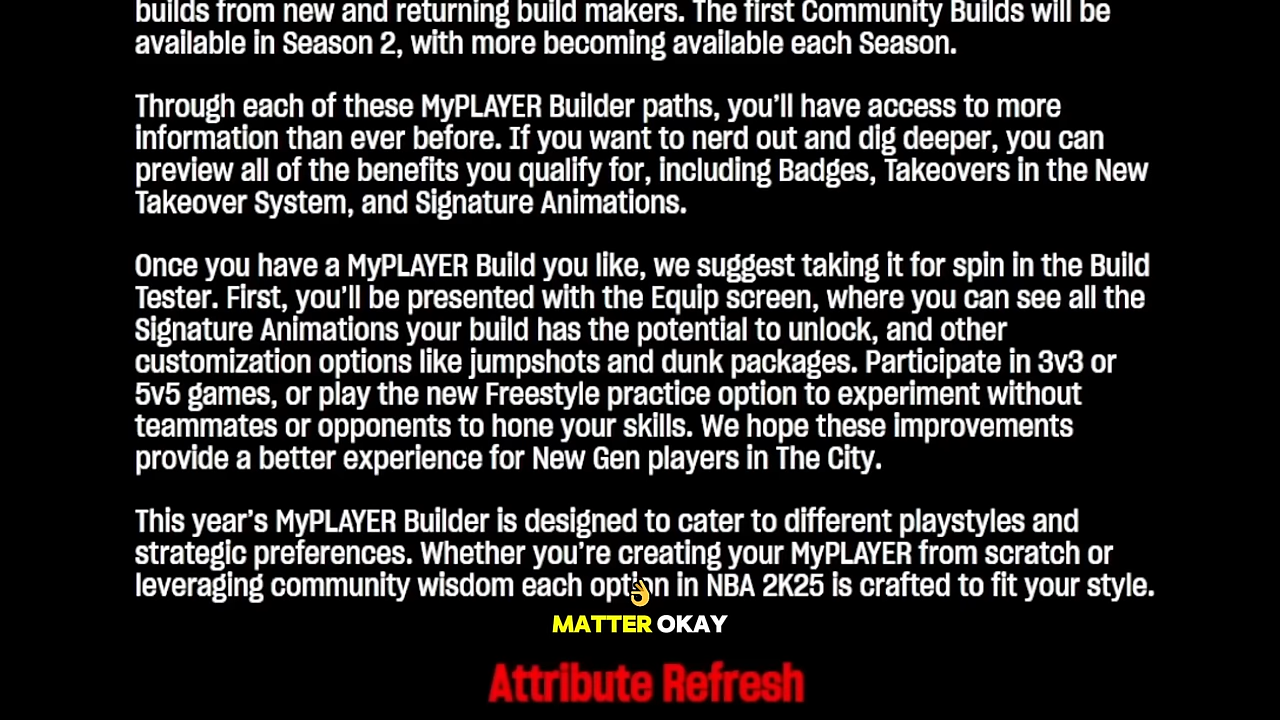 builds from new and returning build makers. The first Community Builds will be
available in Season 2, with more becoming available each Season.
Through each of these MyPLAYER Builder paths, you'll have access to more
information than ever before. If you want to nerd out and dig deeper, you can
preview all of the benefits you qualify for, including Badges, Takeovers in the New
Takeover System, and Signature Animations.
Once you have a MyPLAYER Build you like, we suggest taking it for spin in the Build
Tester. First, you'll be presented with the Equip screen, where you can see all the
Signature Animations your build has the potential to unlock, and other
customization options like jumpshots and dunk packages. Participate in 3v3 or
5v5 games, or play the new Freestyle practice option to experiment without
teammates or opponents to hone your skills. We hope these improvements
provide a better experience for New Gen players in The City.
This year's MyPLAYER Builder is designed to cater to different playstyles and
strategic preferences. Whether you're creating your MyPLAYER from scratch or
leveraging community wisdom each option in NBA 2K25 is crafted to fit your style.
MATTER OKAY
Attribute Refresh